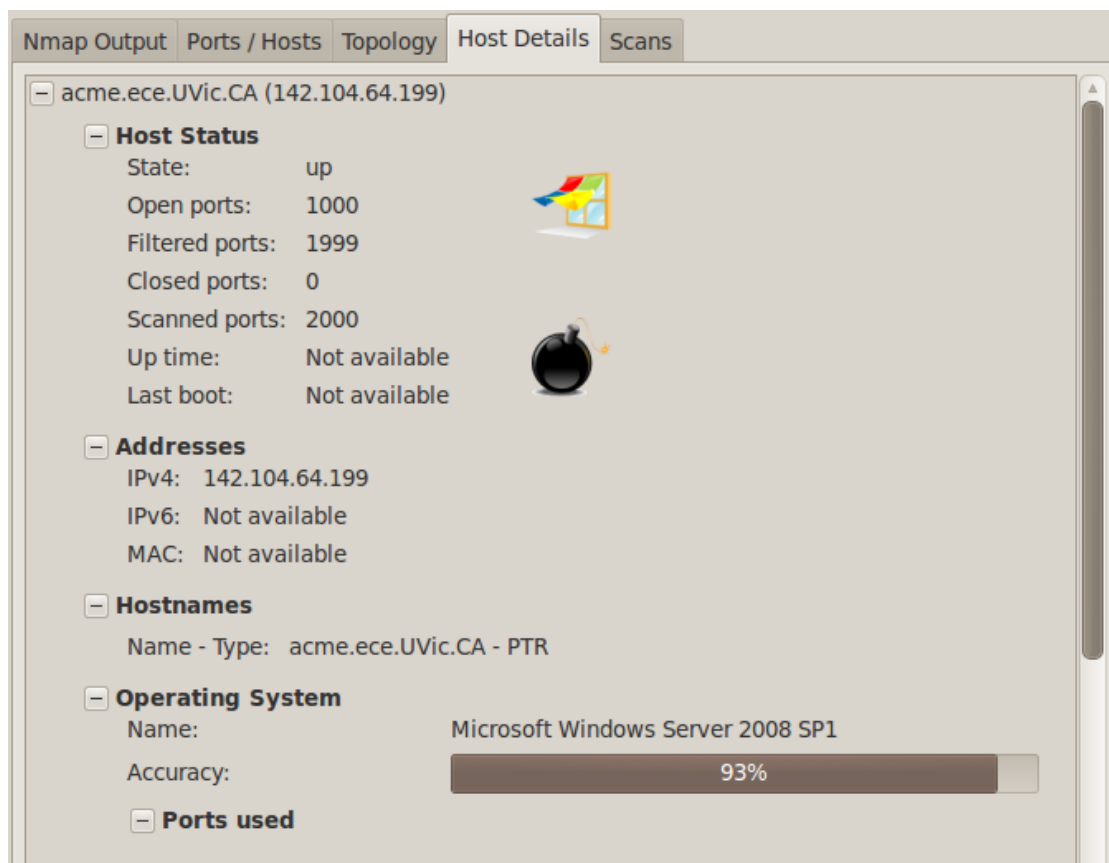 Nmap Output Ports / Hosts Topology Host Details Scans
acme.ece.UVic.CA (142.104.64.199)
Host Status
State: up
Open ports: 1000
Filtered ports: 1999
Closed ports: 0
Scanned ports: 2000
Up time: Not available
Last boot: Not available
Addresses
IPv4: 142.104.64.199
IPv6: Not available
MAC: Not available
Hostnames
Name - Type: acme.ece.UVic.CA - PTR
Operating System
Name: Microsoft Windows Server 2008 SP1
Accuracy: 93%
Ports used